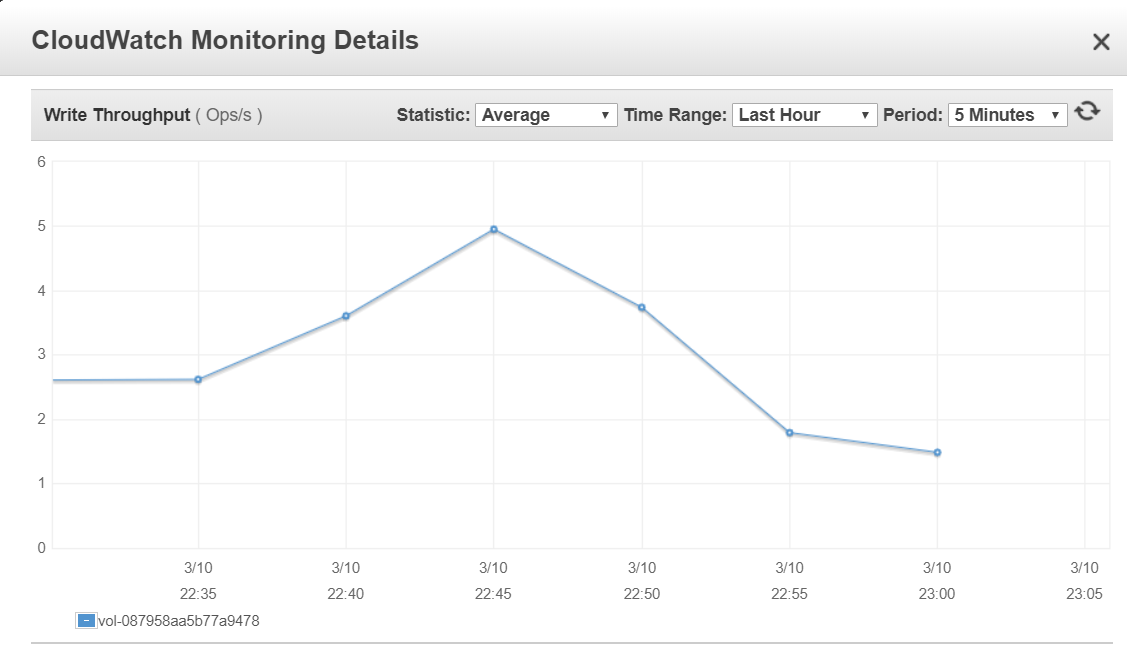 CloudWatch Monitoring Details
Write Throughput ( Ops/s ) Statistic: Average Time Range: Last Hour Period: 5 Minutes
6
5
4
3
2
1
0
3/10 3/10 3/10 3/10 3/10 3/10 3/10
22:35 22:40 22:45 22:50 22:55 23:00 23:05
vol-087958aa5b77a9478